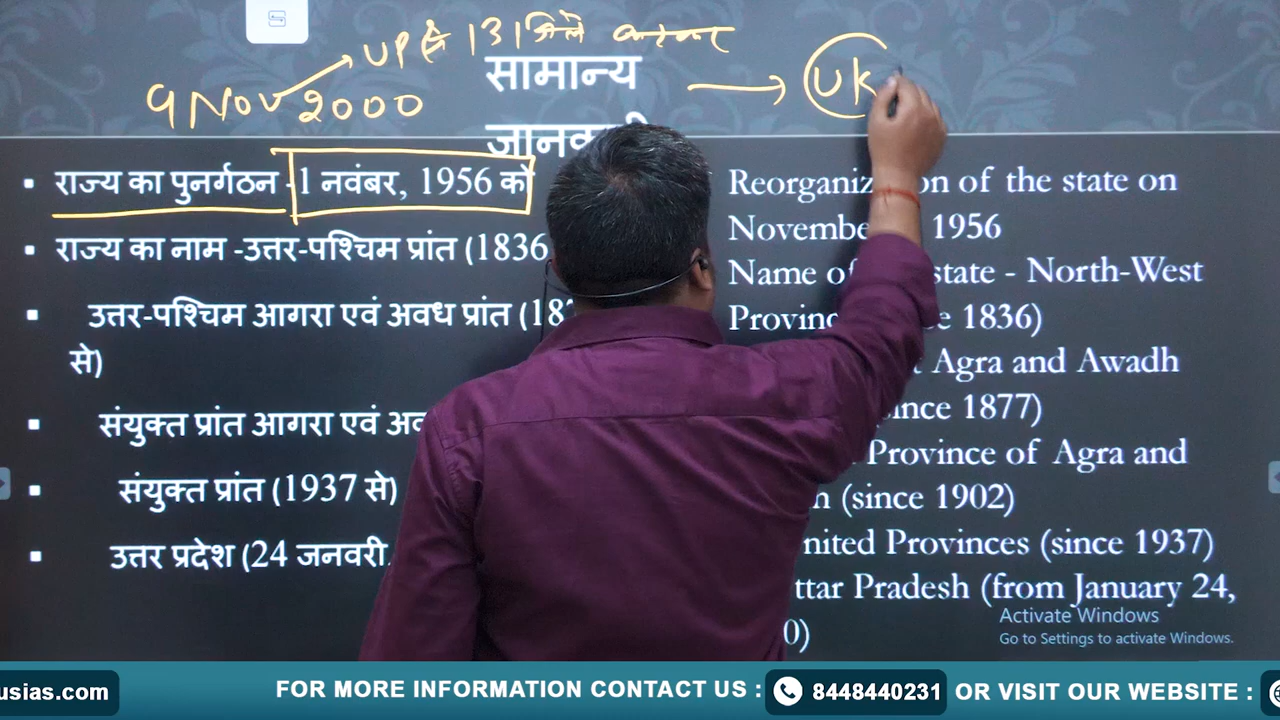 UP से 13 जिले काटकर
9 Nov 2000
सामान्य
→ UK
राज्य का पुनर्गठन -1 नवंबर, 1956 को
राज्य का नाम -उत्तर-पश्चिम प्रांत (1836
उत्तर-पश्चिम आगरा एवं अवध प्रांत (18
से)
संयुक्त प्रांत आगरा एवं
संयुक्त प्रांत (1937 से)
उत्तर प्रदेश (24 जनवरी
Reorganiz on of the state on
Novembe 1956
Name of state - North-West
Provinc e 1836)
Agra and Awadh
ince 1877)
Province of Agra and
(since 1902)
nited Provinces (since 1937)
ttar Pradesh (from January 24,
0)
Activate Windows
Go to Settings to activate Windows.
usias.com
FOR MORE INFORMATION CONTACT US : 8448440231 OR VISIT OUR WEBSITE :